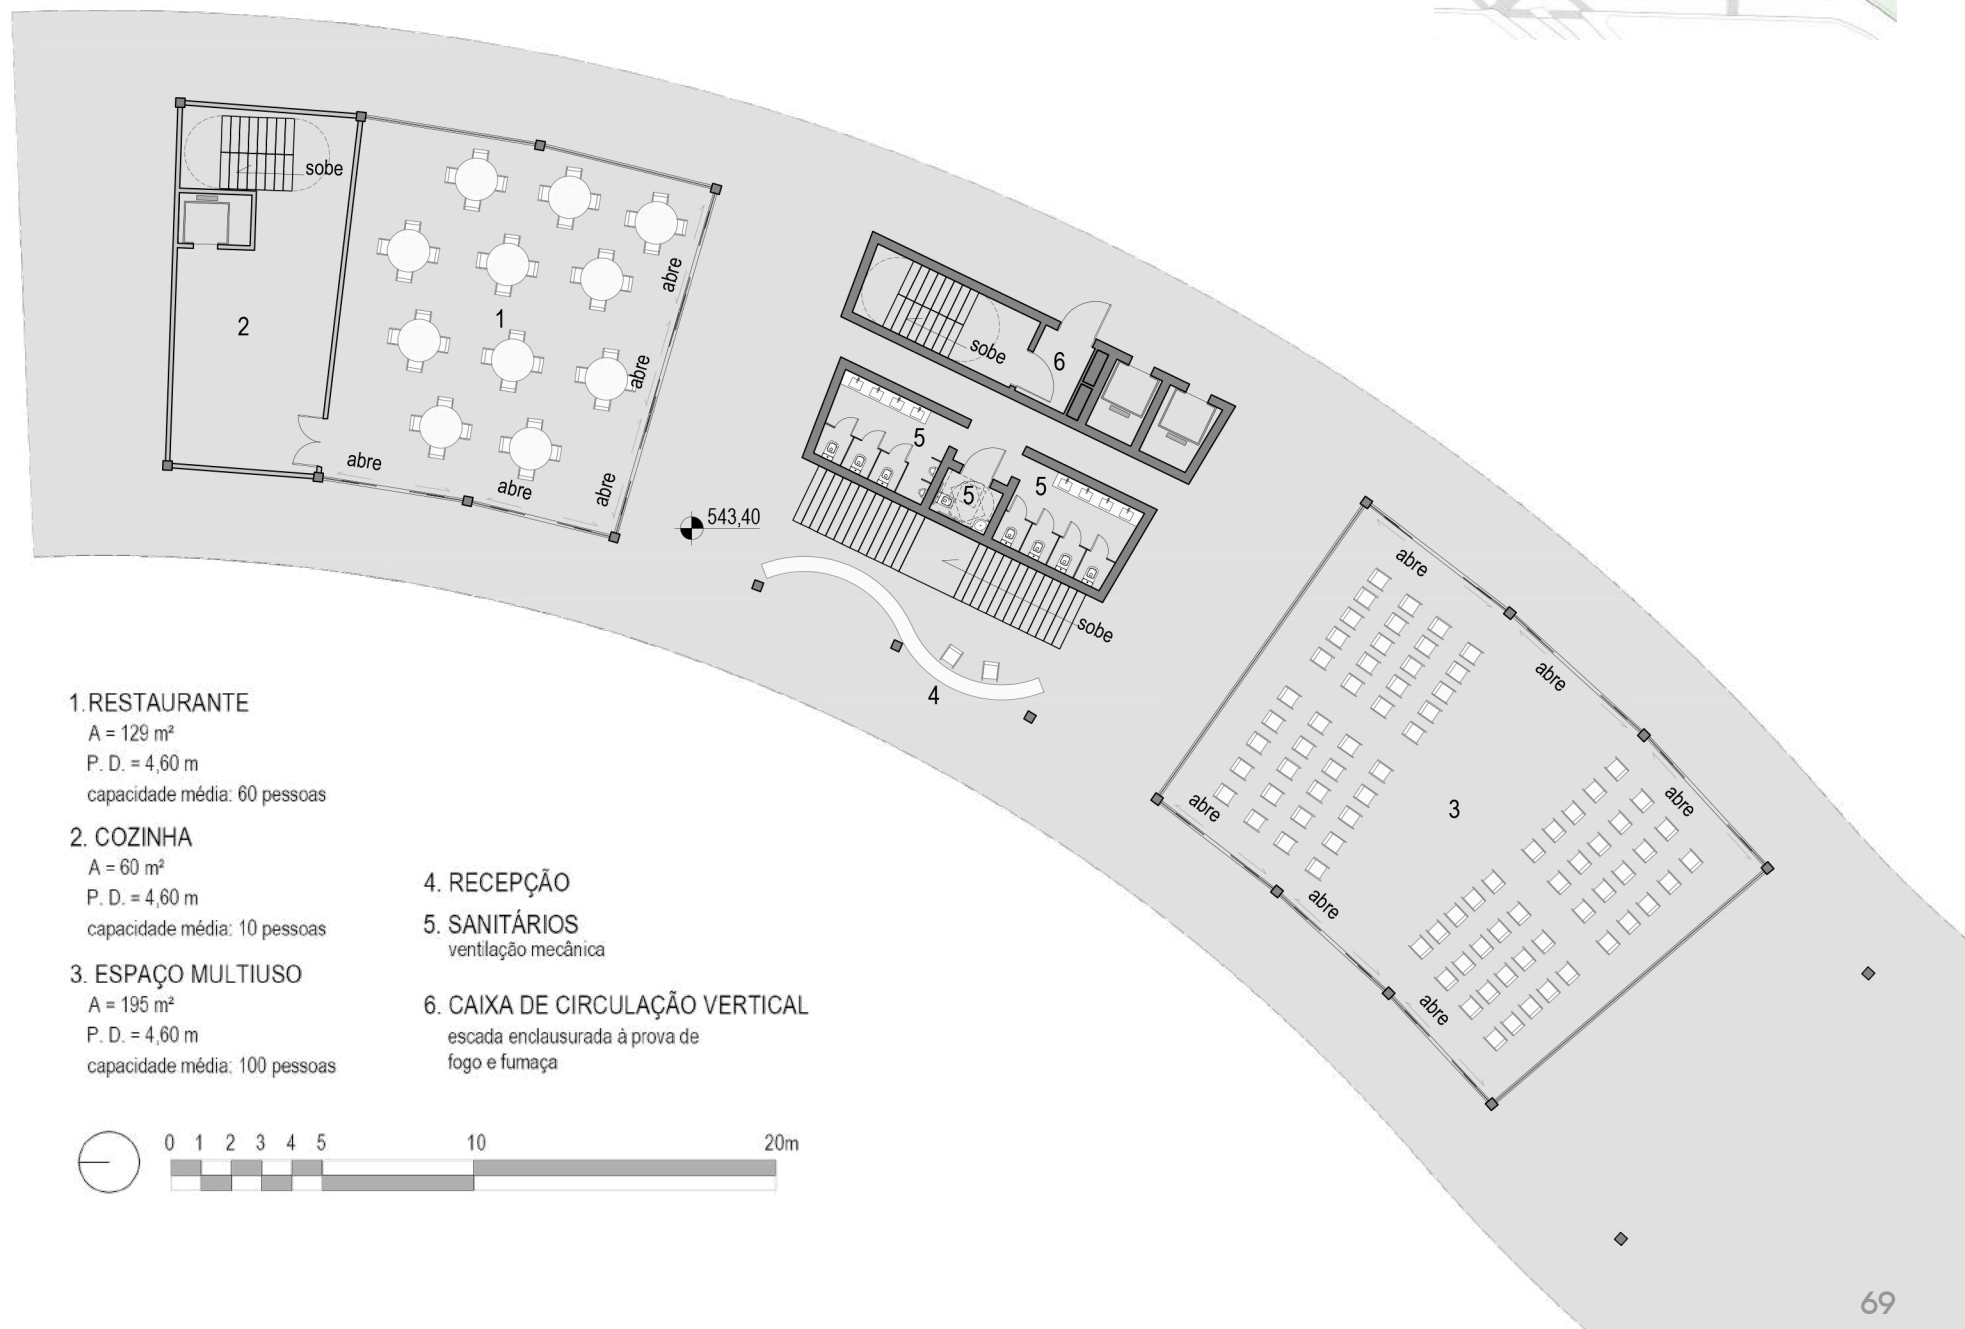 sobe
2
1
abre
abre
abre
abre
abre
sobe
6
5
5
5
543,40
sobe
4
abre
abre
abre
3
abre
abre
abre
1.RESTAURANTE
A = 129 m²
P. D. = 4,60 m
capacidade média: 60 pessoas
2. COZINHA
A = 60 m²
P. D. = 4,60 m
capacidade média: 10 pessoas
3. ESPAÇO MULTIUSO
A = 195 m²
P. D. = 4,60 m
capacidade média: 100 pessoas
4. RECEPÇÃO
5. SANITÁRIOS
ventilação mecânica
6. CAIXA DE CIRCULAÇÃO VERTICAL
escada enclausurada à prova de
fogo e fumaça
0 1 2 3 4 5 10 20m
69